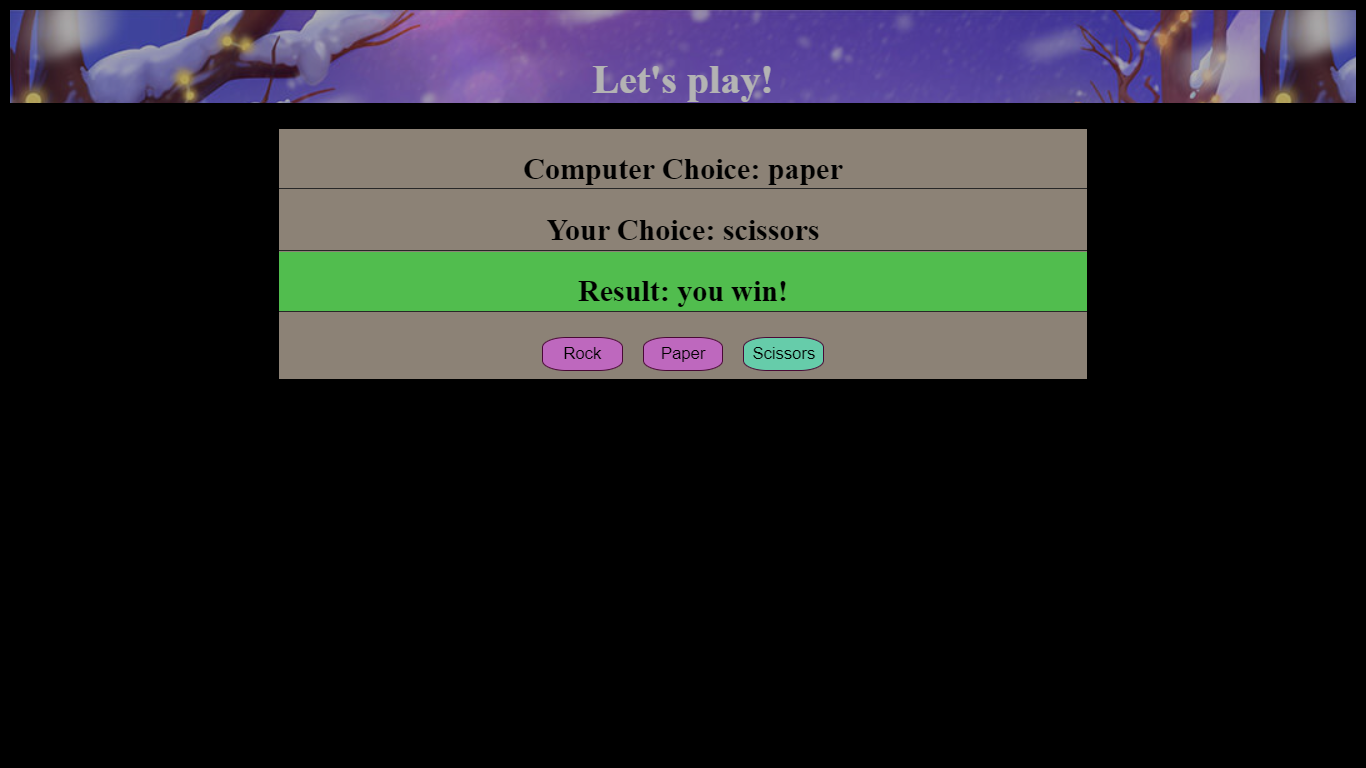 Let's play!
Computer Choice: paper
Your Choice: scissors
Result: you win!
Rock Paper Scissors